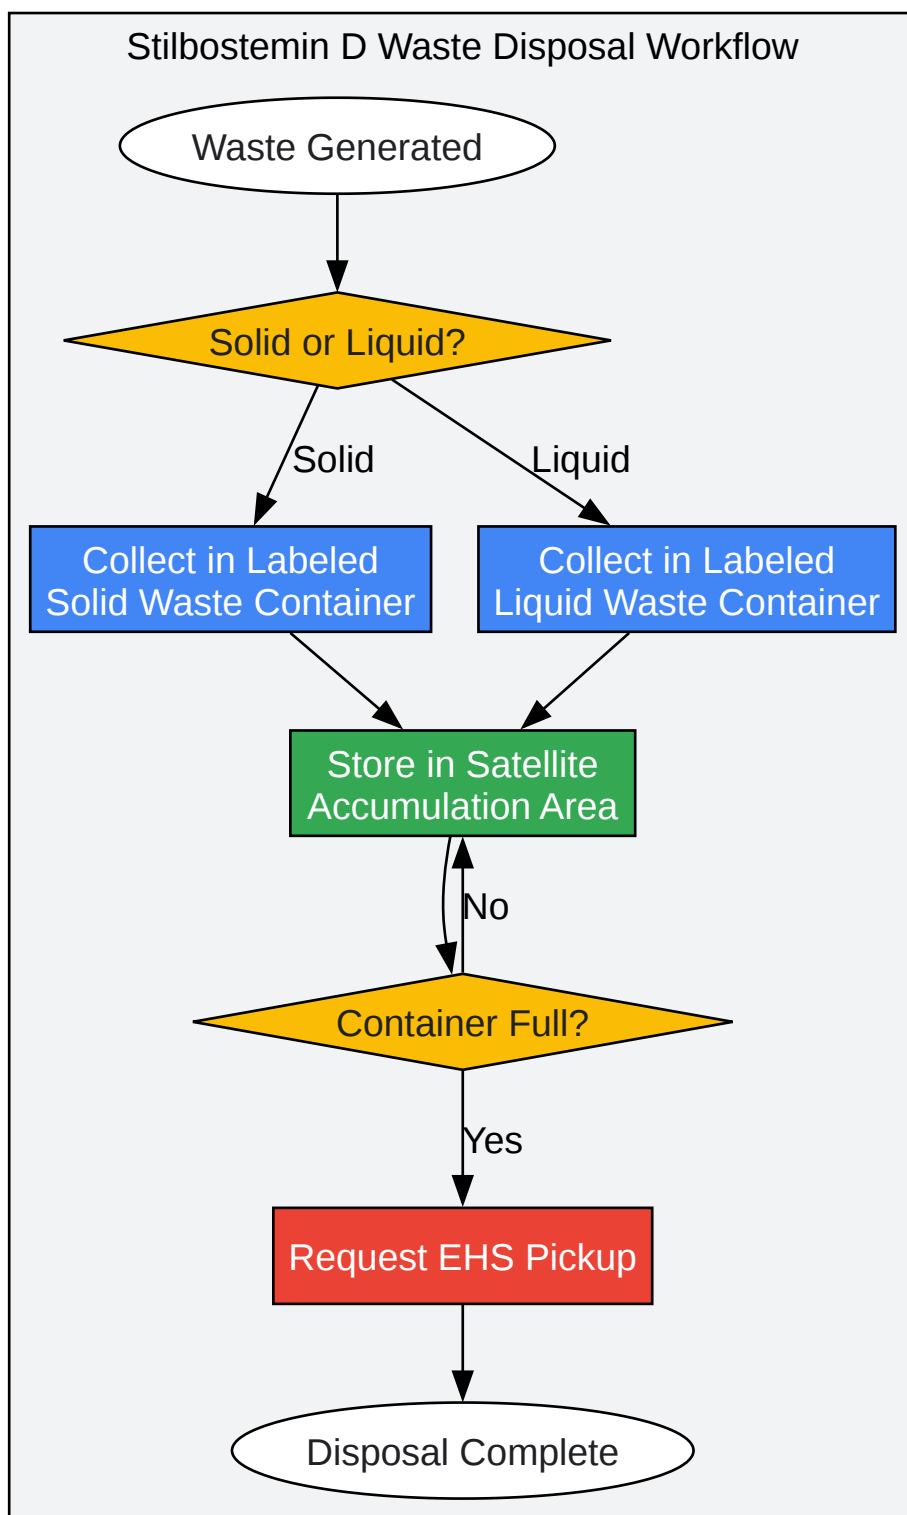 Stilbostemin D Waste Disposal Workflow
Waste Generated
Solid or Liquid?
Solid
Liquid
Collect in Labeled
Solid Waste Container
Collect in Labeled
Liquid Waste Container
Store in Satellite
Accumulation Area
No
Container Full?
Yes
Request EHS Pickup
Disposal Complete